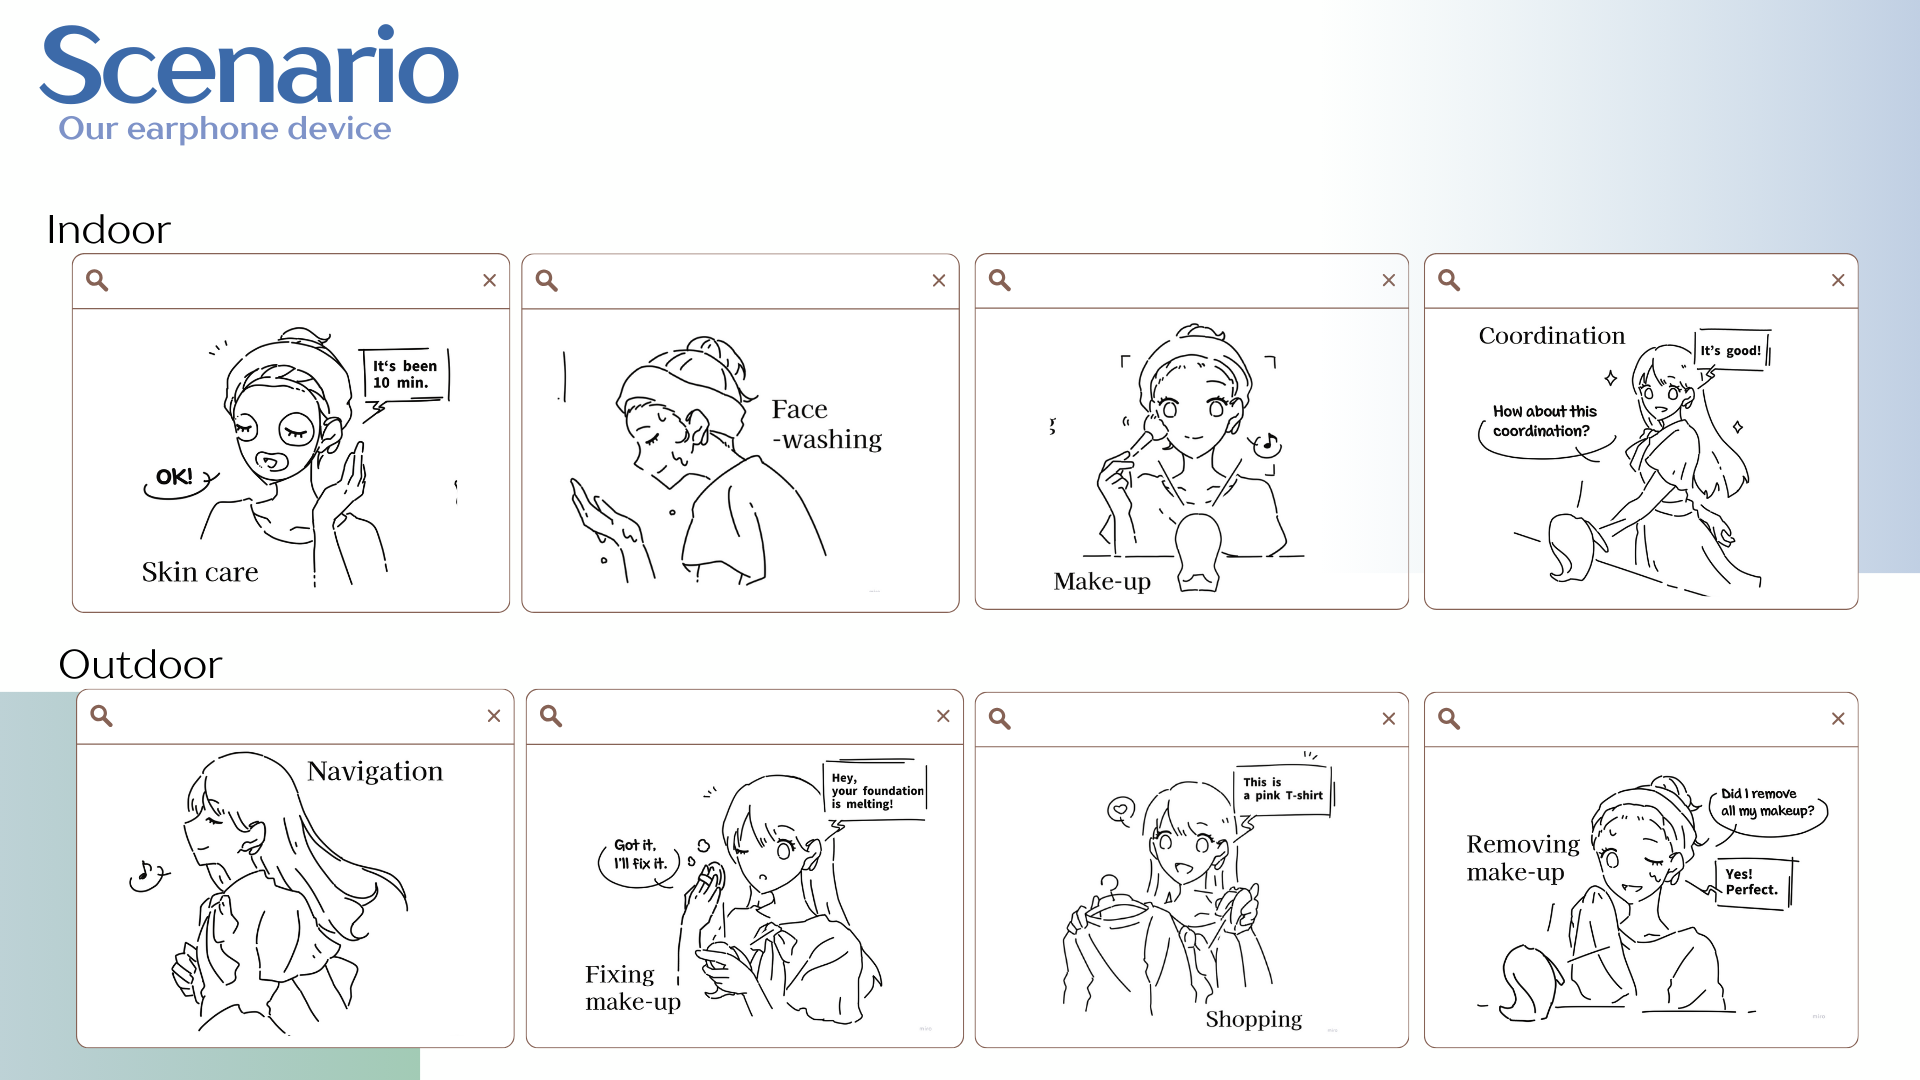 Scenario
Our earphone device
Indoor
It's been
10 min.
OK!
Skin care
Face
-washing
g
Make-up
Coordination
It's good!
How about this
coordination?
Outdoor
Navigation
Hey,
your foundation
is melting!
Got it,
I'll fix it.
Fixing
make-up
This is
a pink T-shirt
Shopping
Did I remove
all my makeup?
Removing
make-up
Yes!
Perfect.